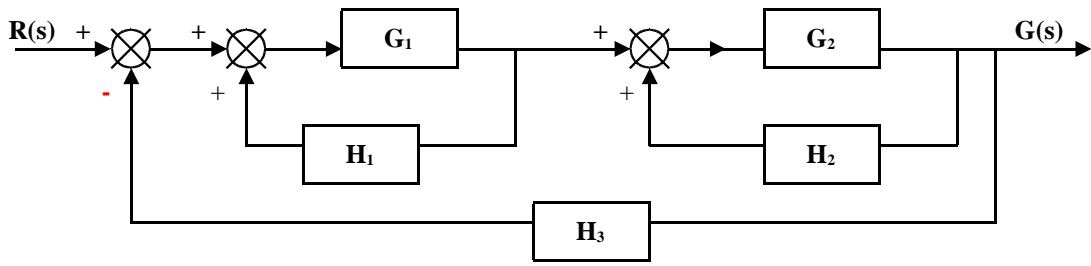 R(s) + + G₁ + G₂ G(s)
- + +
H₁ H₂
H₃